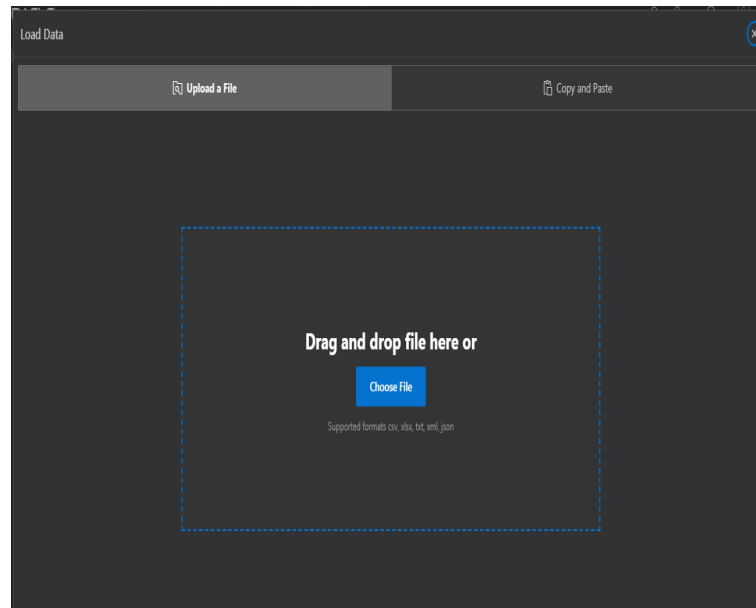 Load Data
Upload a File
Copy and Paste
Drag and drop file here or
Choose File
Supported formats csv, xlsx, txt, xml, json